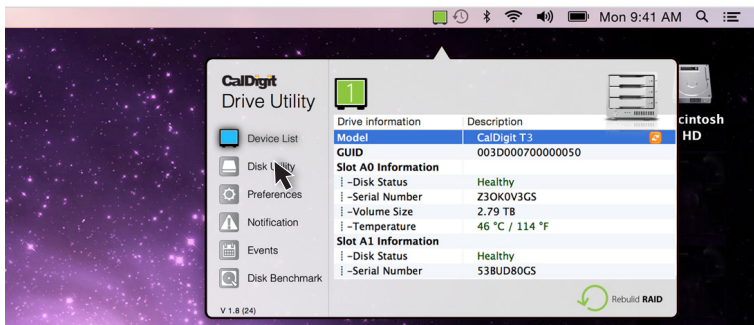 Mon 9:41 AM
CalDigit
Drive Utility
Device List
Disk Utility
Preferences
Notification
Events
Disk Benchmark
V 1.8 (24)
1
Drive information Description
Model CalDigit T3
GUID 003D000700000050
Slot A0 Information
-Disk Status Healthy
-Serial Number Z3OK0V3GS
-Volume Size 2.79 TB
-Temperature 46 °C / 114 °F
Slot A1 Information
-Disk Status Healthy
-Serial Number 53BUD80GS
Rebulid RAID
cintosh
HD